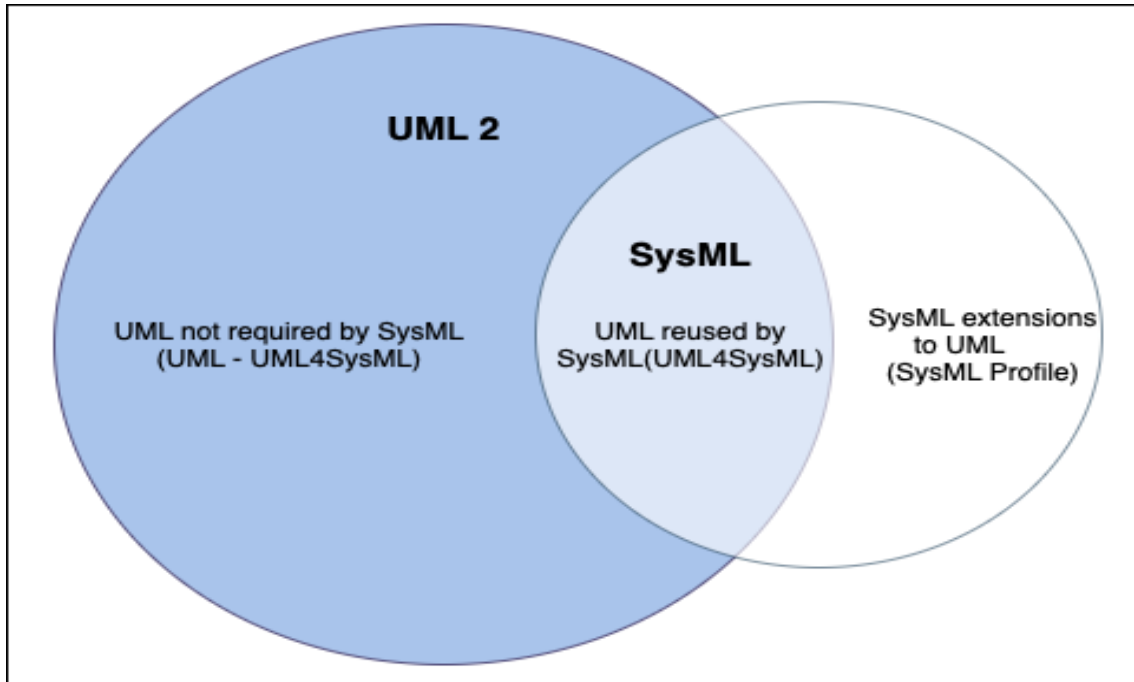 UML 2
SysML
UML not required by SysML
(UML - UML4SysML)
UML reused by
SysML(UML4SysML)
SysML extensions
to UML
(SysML Profile)